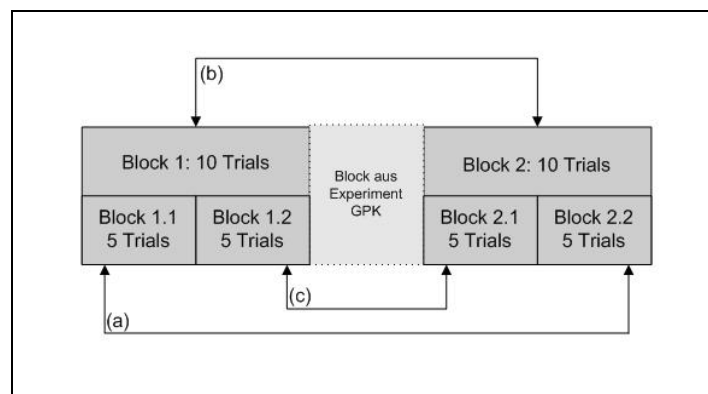 (b)
Block 1: 10 Trials
Block aus
Experiment
GPK
Block 2: 10 Trials
Block 1.1
5 Trials
Block 1.2
5 Trials
Block 2.1
5 Trials
Block 2.2
5 Trials
(c)
(a)